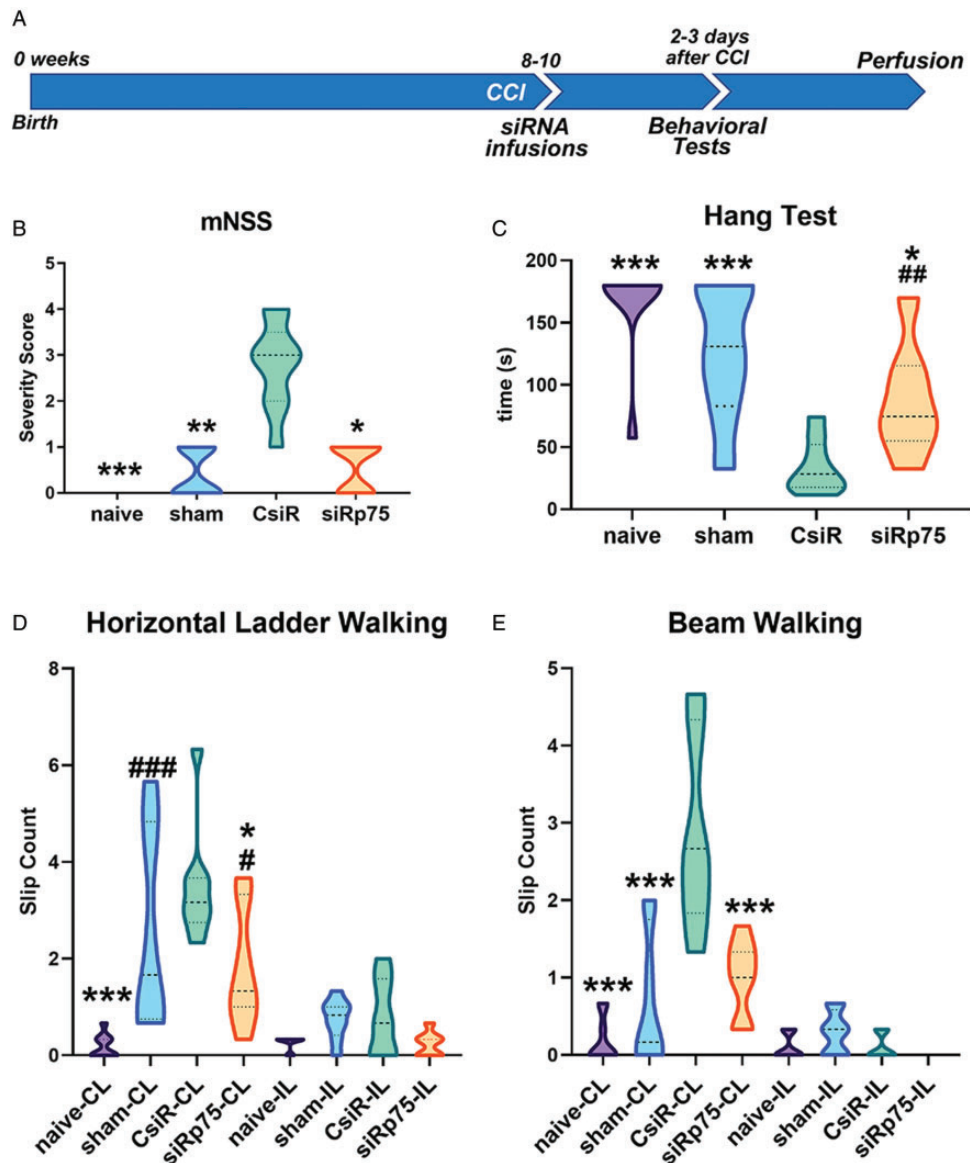 A
0 weeks
8-10
2-3 days
after CCI
Perfusion
CCI
Birth
siRNA
infusions
Behavioral
Tests
B
mNSS
Severity Score
5
4
3
2
1
0
***
**
*
naive
sham
CsiR
siRp75
C
Hang Test
time (s)
200
150
100
50
0
***
***
*
##
naive
sham
CsiR
siRp75
D
Horizontal Ladder Walking
Slip Count
8
6
4
2
0
***
###
*
#
naive-CL
sham-CL
CsiR-CL
siRp75-CL
naive-IL
sham-IL
CsiR-IL
siRp75-IL
E
Beam Walking
Slip Count
5
4
3
2
1
0
***
***
***
naive-CL
sham-CL
CsiR-CL
siRp75-CL
naive-IL
sham-IL
CsiR-IL
siRp75-IL